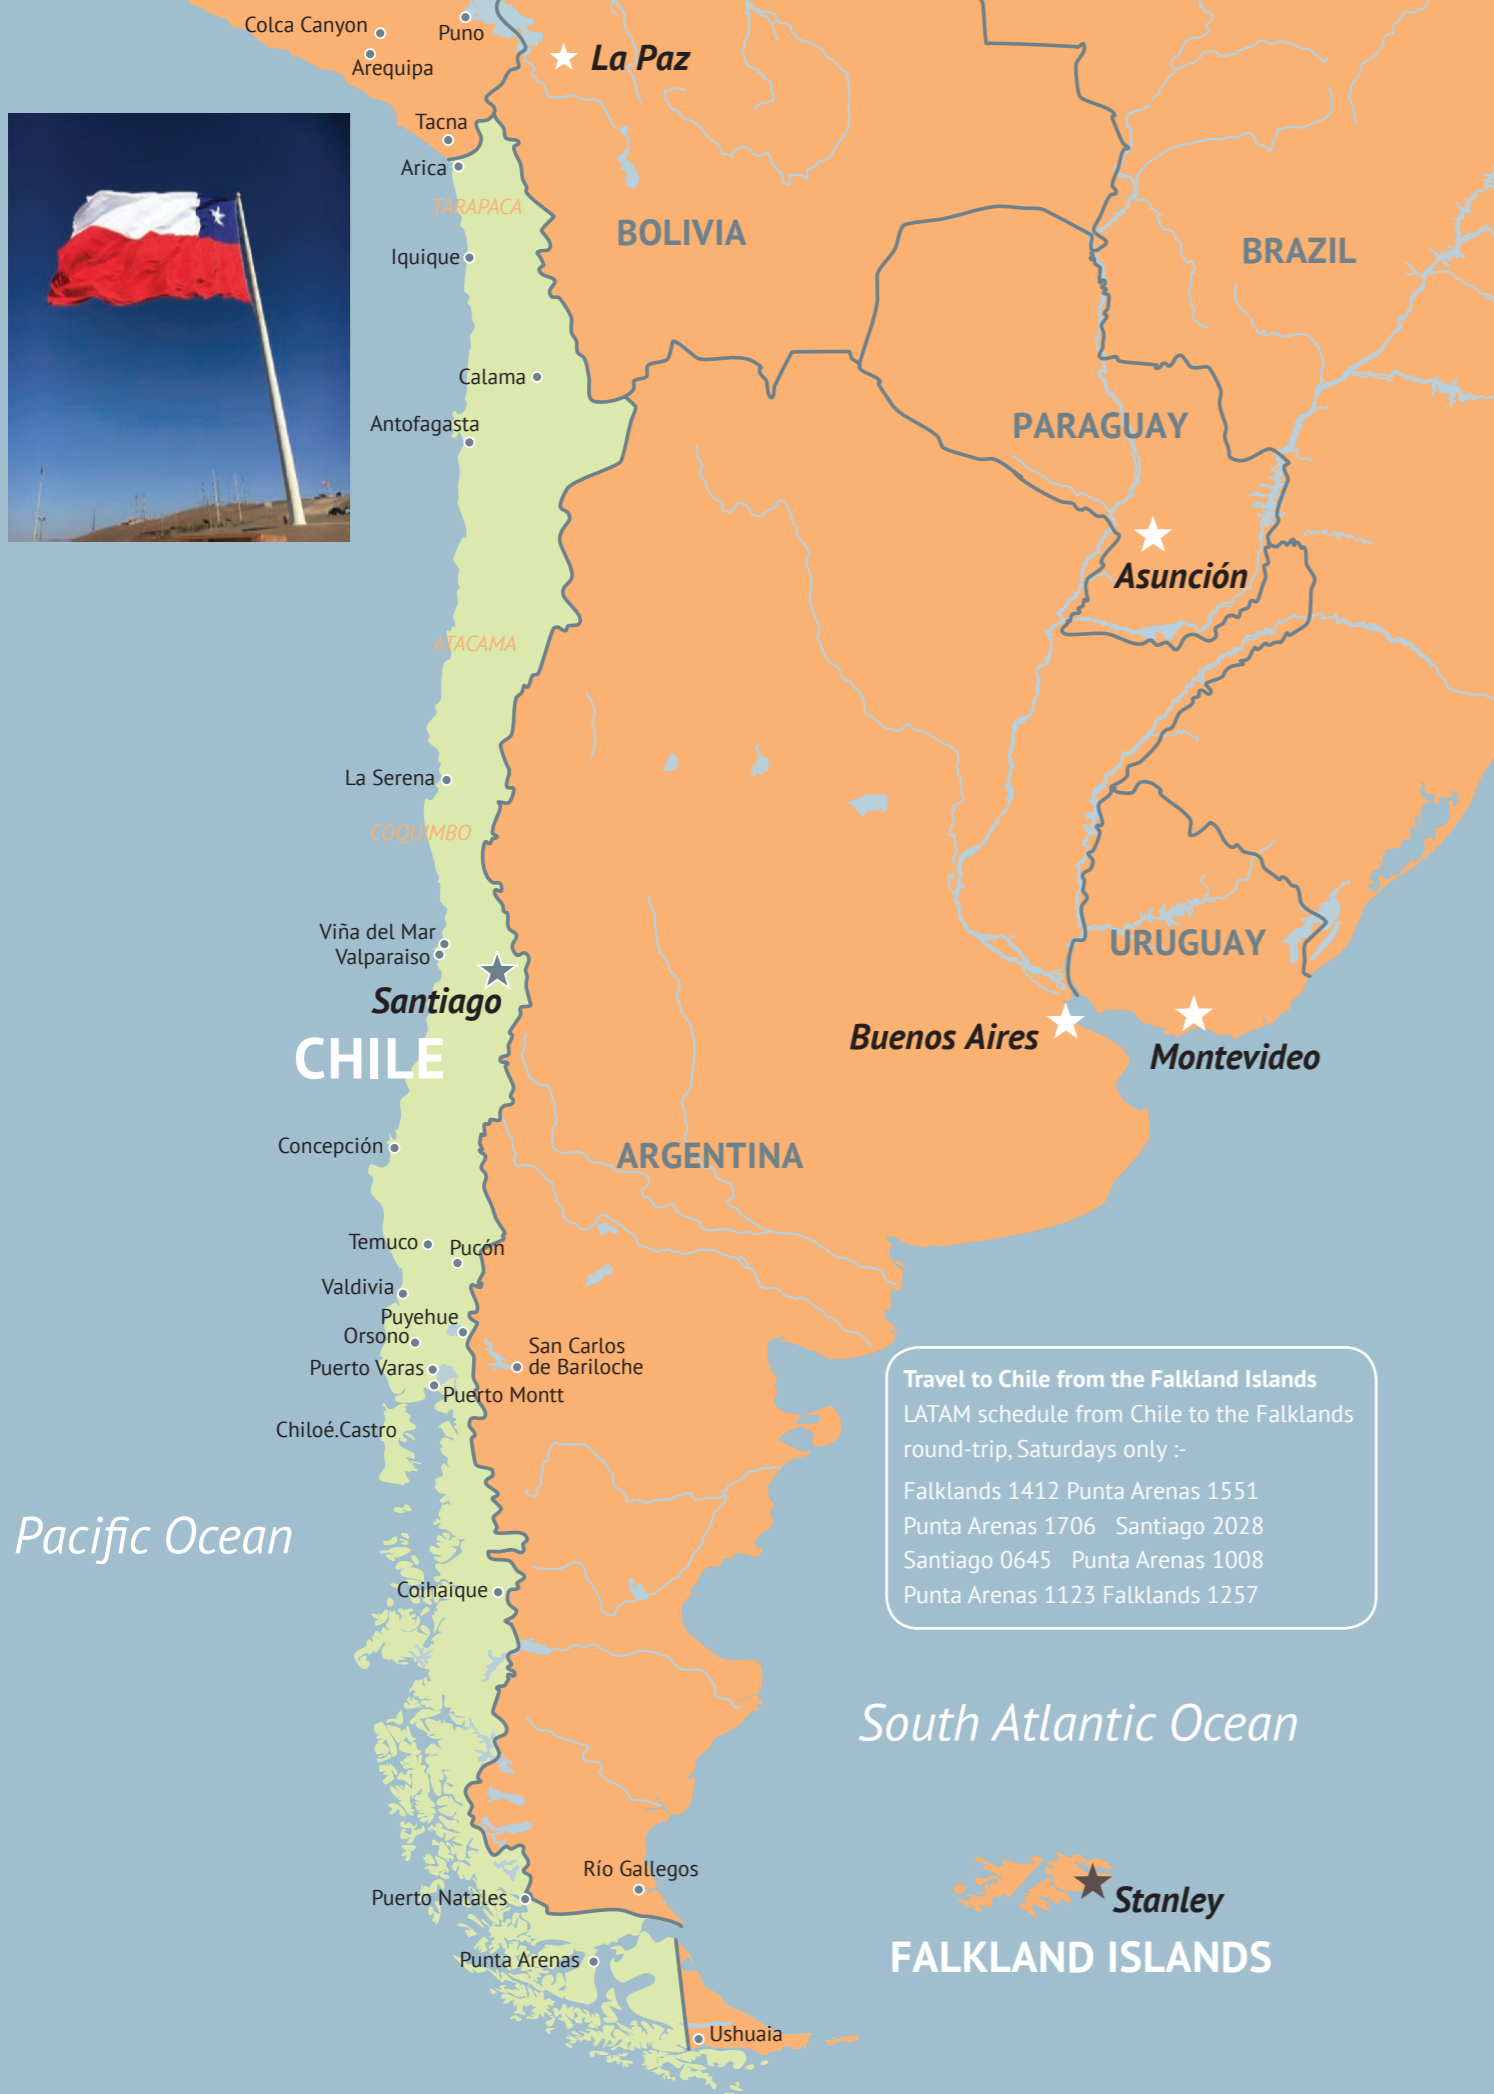 Colca Canyon
Puno
Arequipa
La Paz
Tacna
Arica
TARAPACA
BOLIVIA
BRAZIL
Iquique
Calama
Antofagasta
PARAGUAY
Asunción
ATACAMA
La Serena
COQUIMBO
Viña del Mar
Valparaiso
URUGUAY
Santiago
Buenos Aires
Montevideo
CHILE
Concepción
ARGENTINA
Temuco
Pucón
Valdivia
Puyehue
Orsono
San Carlos
de Bariloche
Puerto Varas
Puerto Montt
Chiloé.Castro
Travel to Chile from the Falkland Islands
LATAM schedule from Chile to the Falklands
round-trip, Saturdays only :-
Falklands 1412 Punta Arenas 1551
Punta Arenas 1706 Santiago 2028
Santiago 0645 Punta Arenas 1008
Punta Arenas 1123 Falklands 1257
Pacific Ocean
Coihaique
South Atlantic Ocean
Río Gallegos
Puerto Natales
Stanley
FALKLAND ISLANDS
Punta Arenas
Ushuaia